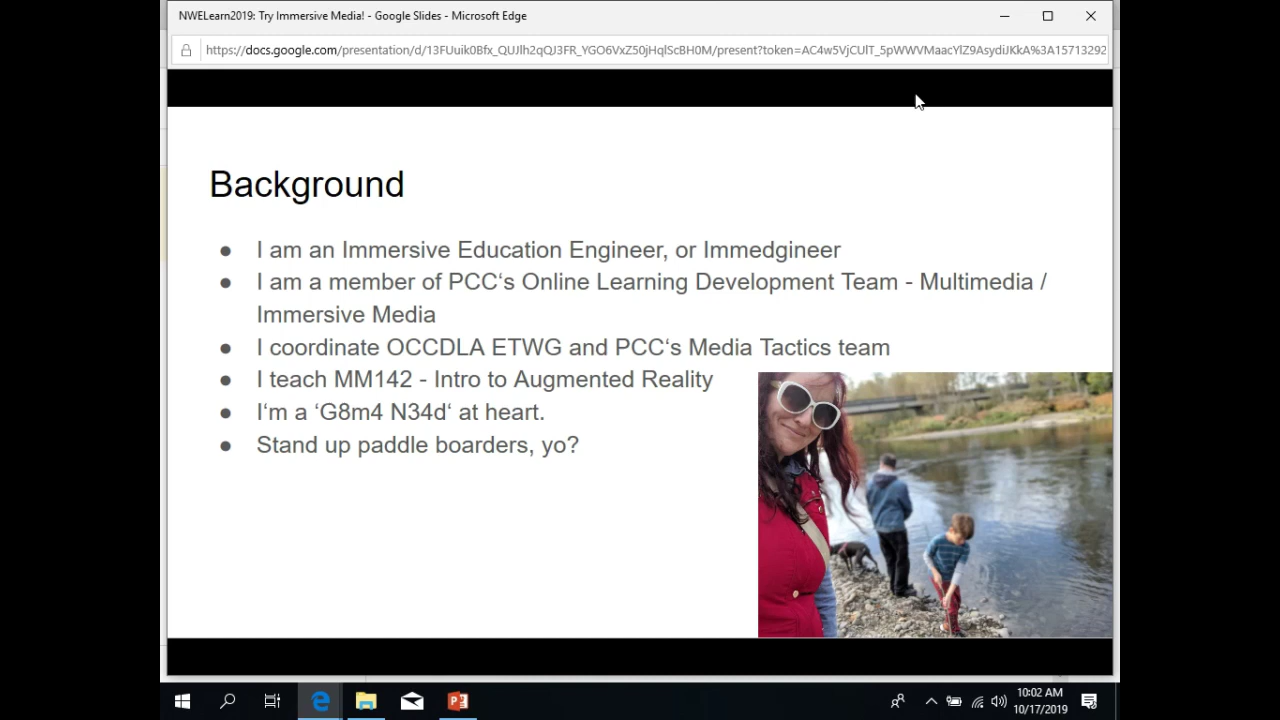 NWELearn2019: Try Immersive Media! - Google Slides - Microsoft Edge
https://docs.google.com/presentation/d/13FUuik0Bfx_QUJlh2qQJ3FR_YGO6VxZ50jHqlScBH0M/present?token=AC4w5VjCUlT_5pWWVMaacYlZ9AsydiJKkA%3A15713292
Background
● I am an Immersive Education Engineer, or Immedgineer
● I am a member of PCC‘s Online Learning Development Team - Multimedia /
Immersive Media
● I coordinate OCCDLA ETWG and PCC‘s Media Tactics team
● I teach MM142 - Intro to Augmented Reality
● I‘m a ‘G8m4 N34d‘ at heart.
● Stand up paddle boarders, yo?
10:02 AM
10/17/2019